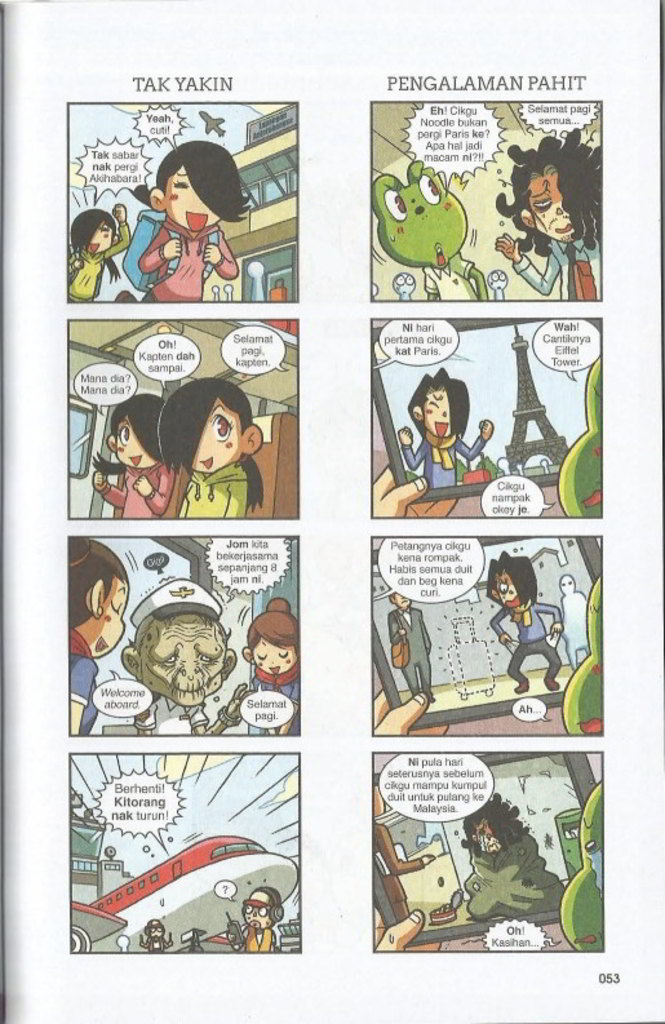 TAK YAKIN
Yeah,
cuti!
Tak sabar
nak pergi
Akihabara!
Oh!
Kapten dah
sampai.
Selamat
pagi,
kapten.
Mana dia?
Mana dia?
Jom kita
bekerjasama
sepanjang 8
jam ni.
Welcome
aboard.
Selamat
pagi.
Berhenti!
Kitorang
nak turun!
?
PENGALAMAN PAHIT
Eh! Cikgu
Noodle bukan
pergi Paris ke?
Apa hal jadi
macam ni?!!
Selamat pagi
semua...
Ni hari
pertama cikgu
kat Paris.
Wah!
Cantiknya
Eiffel
Tower.
Cikgu
nampak
okey je.
Petangnya cikgu
kena rompak.
Habis semua duit
dan beg kena
curi.
Ah...
Ni pula hari
seterusnya sebelum
cikgu mampu kumpul
duit untuk pulang ke
Malaysia.
Oh!
Kasihan...
053